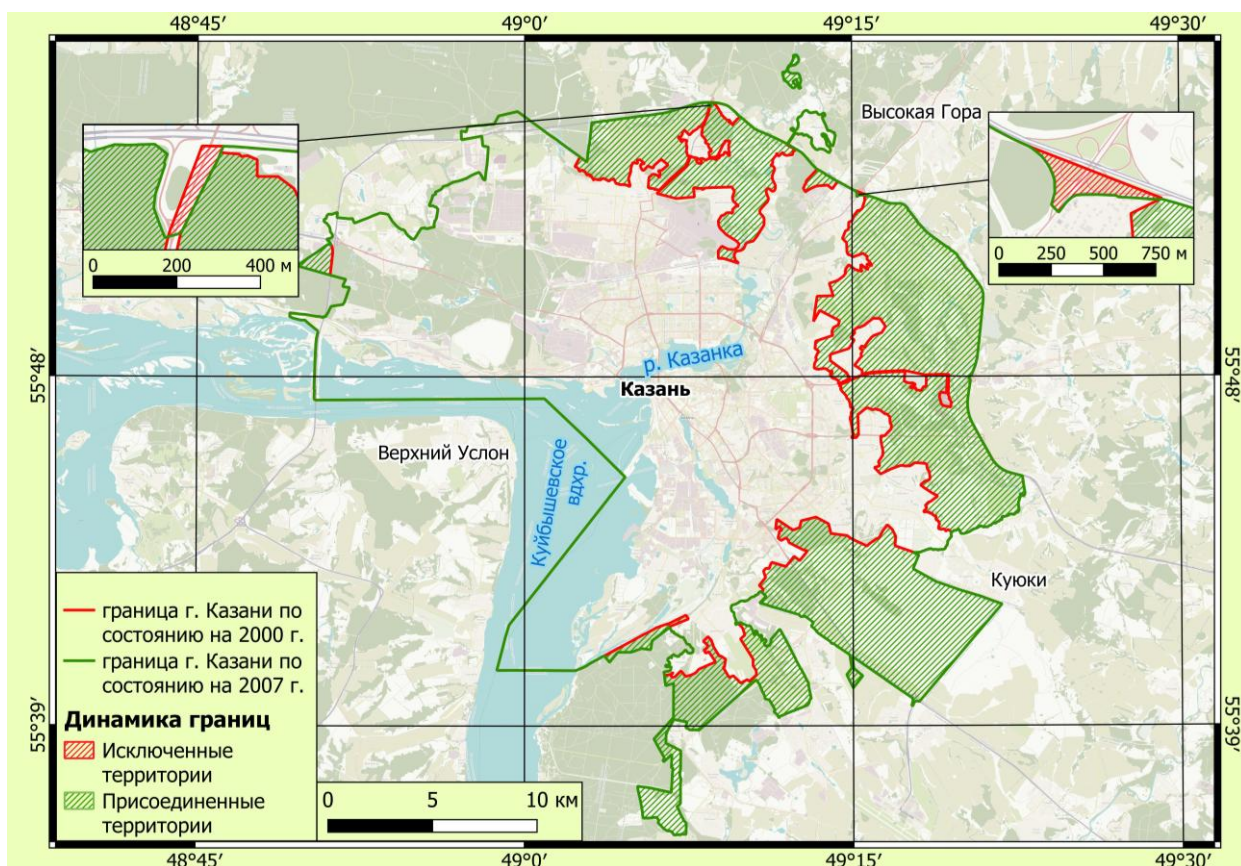 48°45′ 49°0′ 49°15′ 49°30′
Высокая Гора
0 200 400 м
0 250 500 750 м
55°48′
55°48′
р. Казанка
Казань
Верхний Услон
Куйбышевское
вдхр.
Куюки
граница г. Казани по
состоянию на 2000 г.
граница г. Казани по
состоянию на 2007 г.
Динамика границ
Исключенные
территории
Присоединенные
территории
0 5 10 км
55°39′
55°39′
48°45′ 49°0′ 49°15′ 49°30′